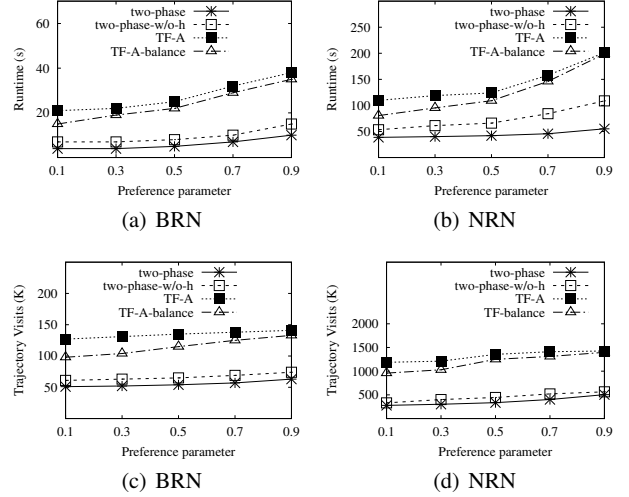 two-phase
two-phase-w/o-h
TF-A
TF-A-balance
Runtime (s)
60
40
20
0.1 0.3 0.5 0.7 0.9
Preference parameter
(a) BRN
two-phase
two-phase-w/o-h
TF-A
TF-A-balance
Runtime (s)
250
200
150
100
50
0.1 0.3 0.5 0.7 0.9
Preference parameter
(b) NRN
two-phase
two-phase-w/o-h
TF-A
TF-A-balance
Trajectory Visits (K)
200
150
100
50
0.1 0.3 0.5 0.7 0.9
Preference parameter
(c) BRN
two-phase
two-phase-w/o-h
TF-A
TF-A-balance
Trajectory Visits (K)
2000
1500
1000
500
0.1 0.3 0.5 0.7 0.9
Preference parameter
(d) NRN